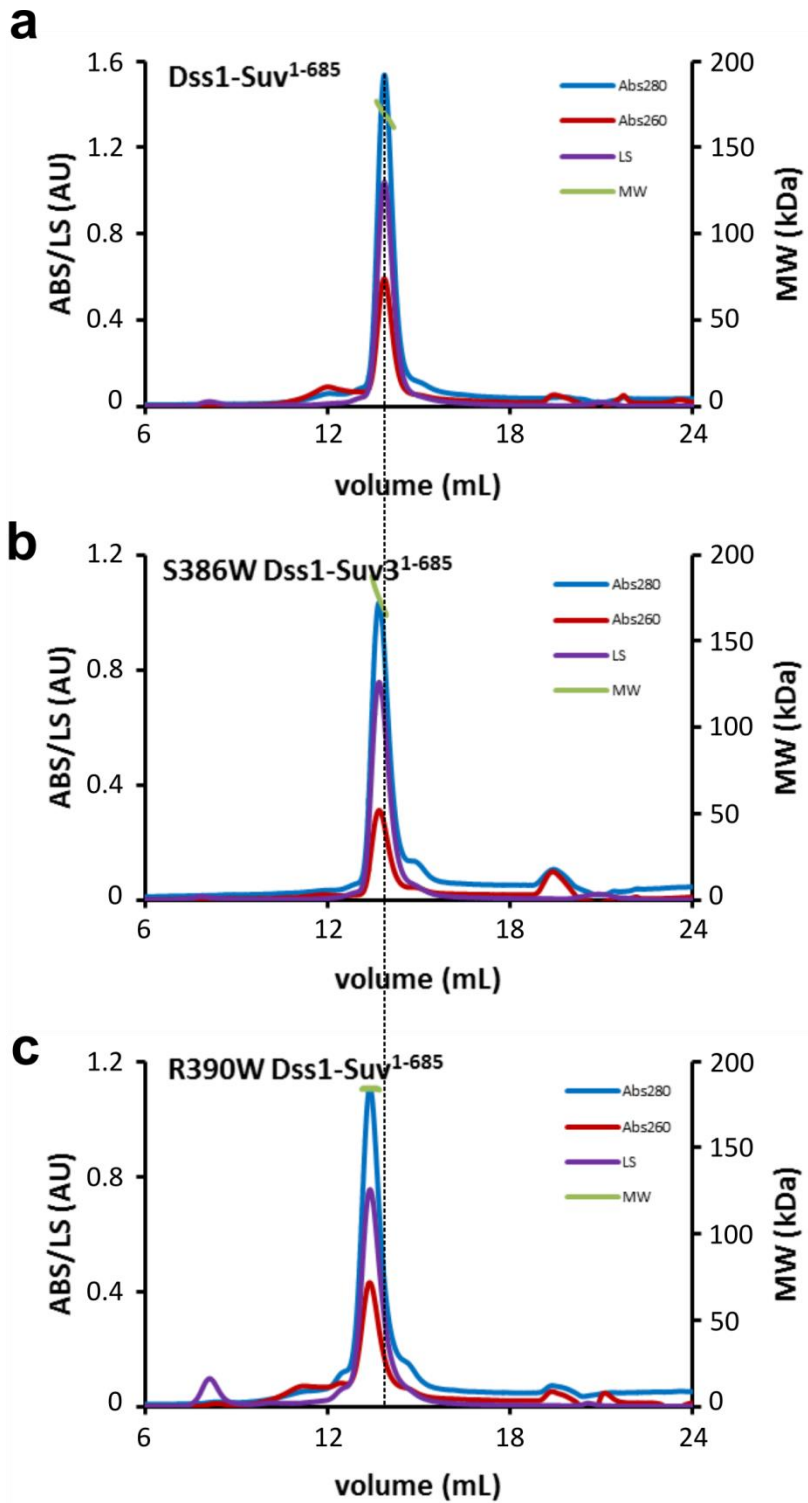 a
Dss1-Suv1-685
1.6
1.2
0.8
0.4
0
ABS/LS (AU)
200
150
100
50
0
MW (kDa)
Abs280
Abs260
LS
MW
6
12
18
24
volume (mL)
b
S386W Dss1-Suv31-685
1.2
0.8
0.4
0
ABS/LS (AU)
200
150
100
50
0
MW (kDa)
Abs280
Abs260
LS
MW
6
12
18
24
volume (mL)
c
R390W Dss1-Suv1-685
1.2
0.8
0.4
0
ABS/LS (AU)
200
150
100
50
0
MW (kDa)
Abs280
Abs260
LS
MW
6
12
18
24
volume (mL)